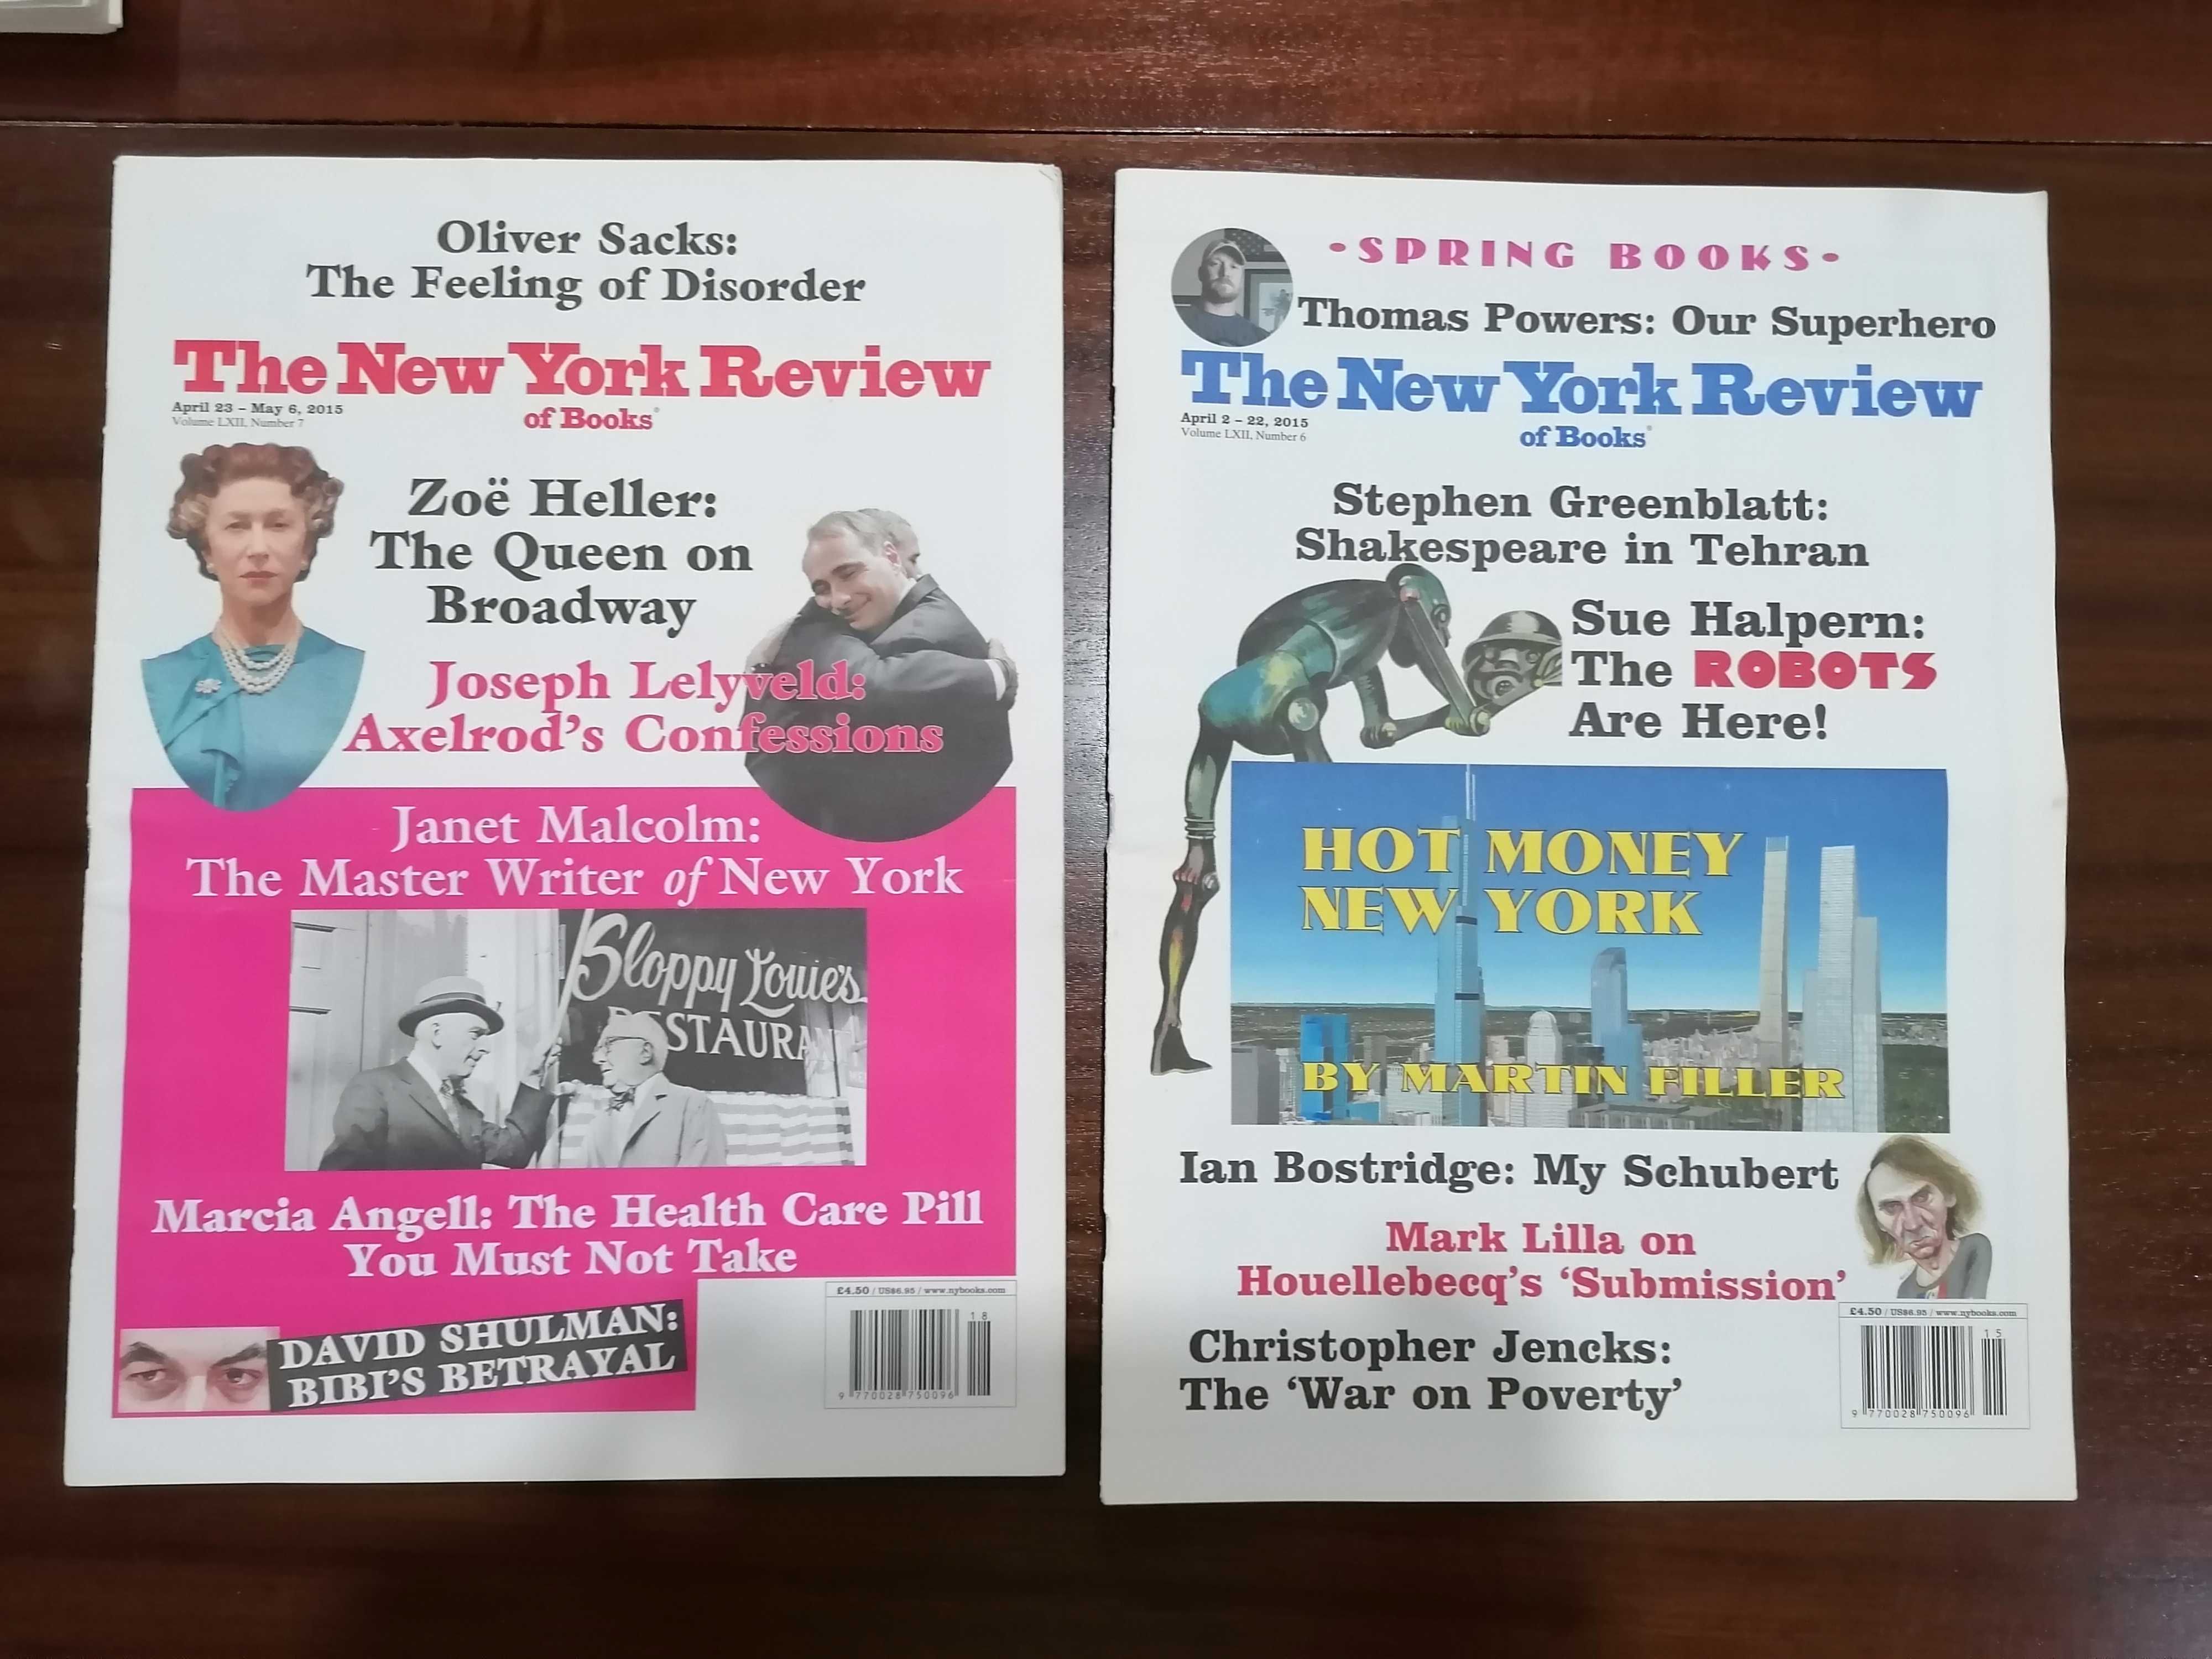 Oliver Sacks:
The Feeling of Disorder
The New York Review
of Books®
April 23 – May 6, 2015
Volume LXII, Number 7
Zoë Heller:
The Queen on
Broadway
Joseph Lelyveld:
Axelrod's Confessions
Janet Malcolm:
The Master Writer of New York
Sloppy Louie's
RESTAURAN
Marcia Angell: The Health Care Pill
You Must Not Take
DAVID SHULMAN:
BIBI'S BETRAYAL
£4.50 / US$6.95 / www.nybooks.com
18
9 770028 750096
•SPRING BOOKS•
Thomas Powers: Our Superhero
The New York Review
of Books®
April 2 – 22, 2015
Volume LXII, Number 6
Stephen Greenblatt:
Shakespeare in Tehran
Sue Halpern:
The ROBOTS
Are Here!
HOT MONEY
NEW YORK
BY MARTIN FILLER
Ian Bostridge: My Schubert
Mark Lilla on
Houellebecq's 'Submission'
Christopher Jencks:
The 'War on Poverty'
£4.50 / US$6.95 / www.nybooks.com
15
9 770028 750096